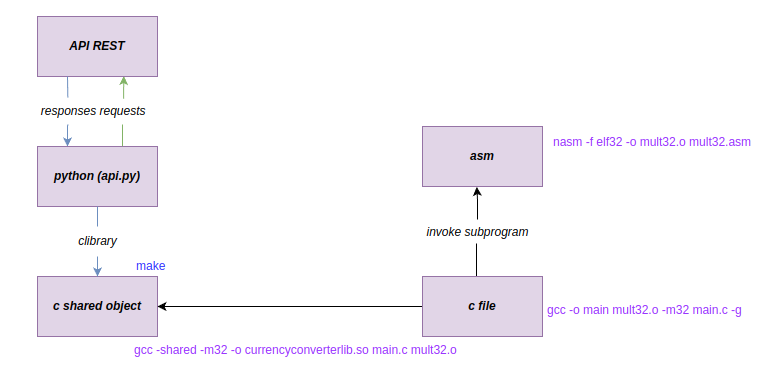 API REST
responses requests
python (api.py)
clibrary
make
c shared object
gcc -shared -m32 -o currencyconverterlib.so main.c mult32.o
asm
nasm -f elf32 -o mult32.o mult32.asm
invoke subprogram
c file
gcc -o main mult32.o -m32 main.c -g